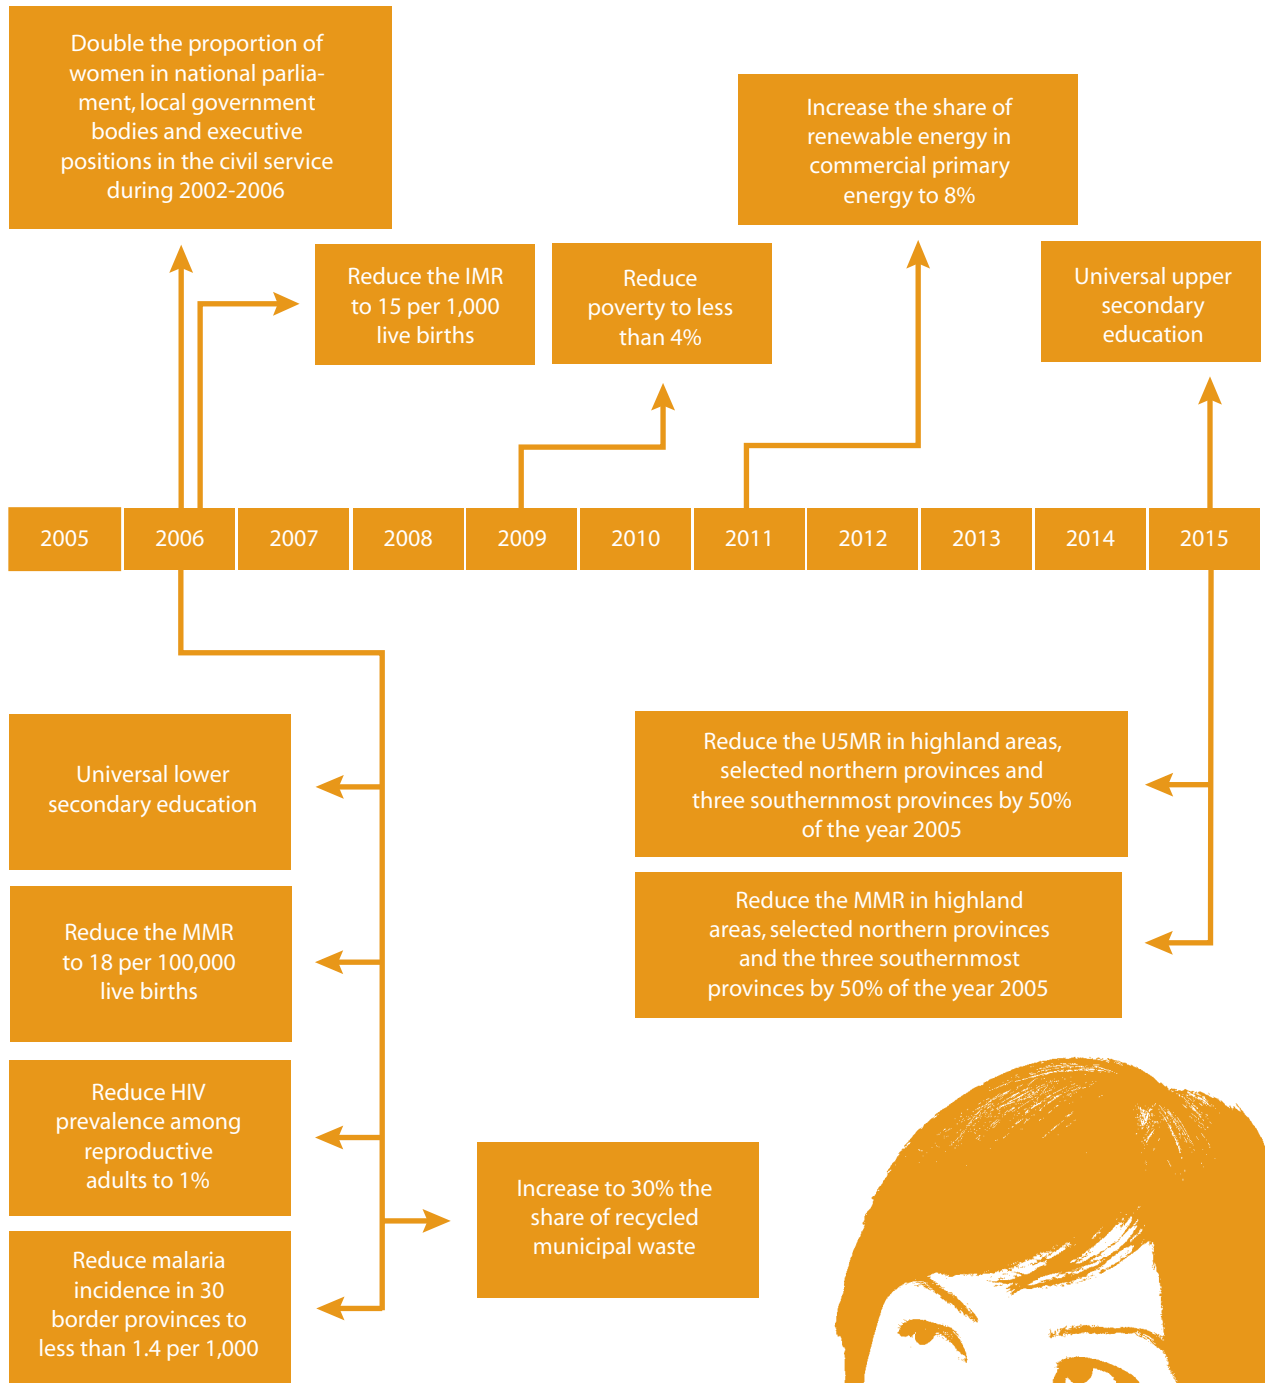 Double the proportion of
women in national parlia-
ment, local government
bodies and executive
positions in the civil service
during 2002-2006
Increase the share of
renewable energy in
commercial primary
energy to 8%
Reduce the IMR
to 15 per 1,000
live births
Reduce
poverty to less
than 4%
Universal upper
secondary
education
2005
2006
2007
2008
2009
2010
2011
2012
2013
2014
2015
Universal lower
secondary education
Reduce the MMR
to 18 per 100,000
live births
Reduce HIV
prevalence among
reproductive
adults to 1%
Reduce malaria
incidence in 30
border provinces to
less than 1.4 per 1,000
Increase to 30% the
share of recycled
municipal waste
Reduce the U5MR in highland areas,
selected northern provinces and
three southernmost provinces by 50%
of the year 2005
Reduce the MMR in highland
areas, selected northern provinces
and the three southernmost
provinces by 50% of the year 2005